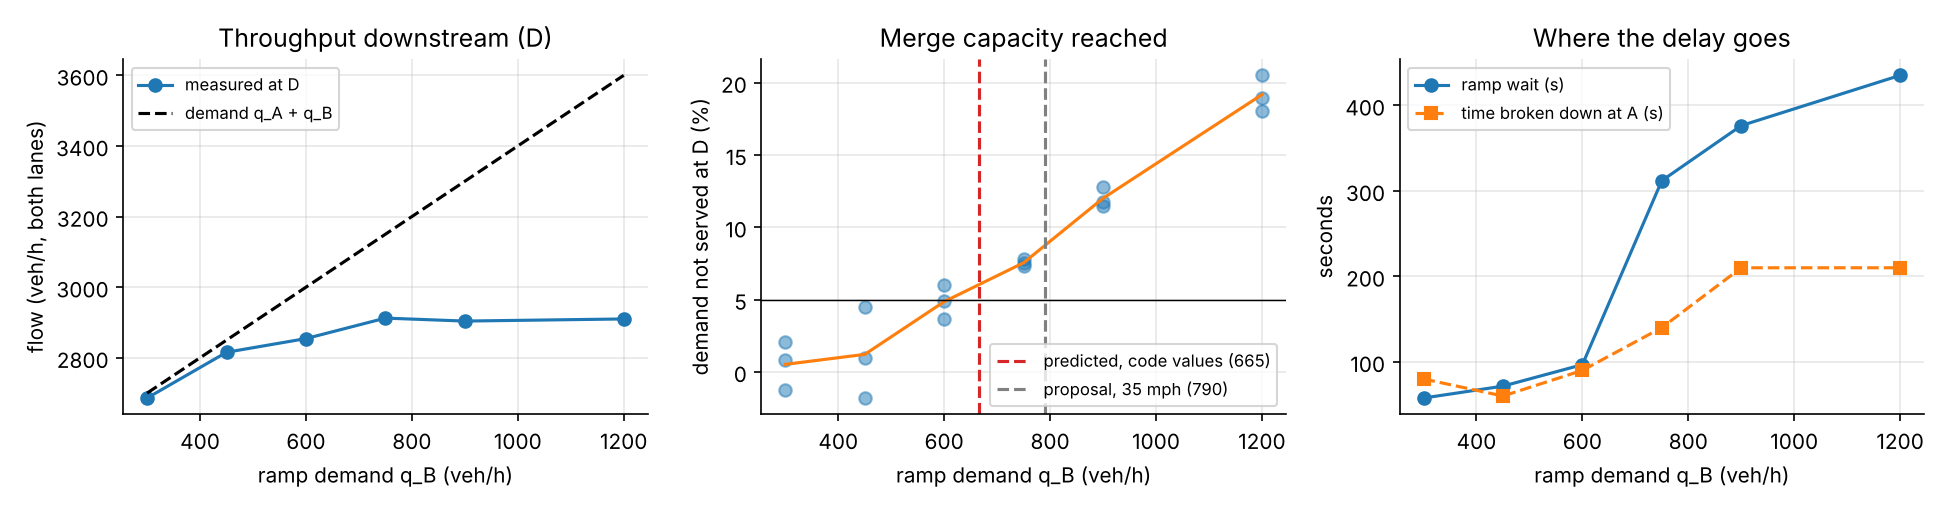 Throughput downstream (D)
measured at D
demand q_A + q_B
flow (veh/h, both lanes)
3600
3400
3200
3000
2800
400 600 800 1000 1200
ramp demand q_B (veh/h)
Merge capacity reached
demand not served at D (%)
20
15
10
5
0
predicted, code values (665)
proposal, 35 mph (790)
400 600 800 1000 1200
ramp demand q_B (veh/h)
Where the delay goes
ramp wait (s)
time broken down at A (s)
seconds
400
300
200
100
400 600 800 1000 1200
ramp demand q_B (veh/h)